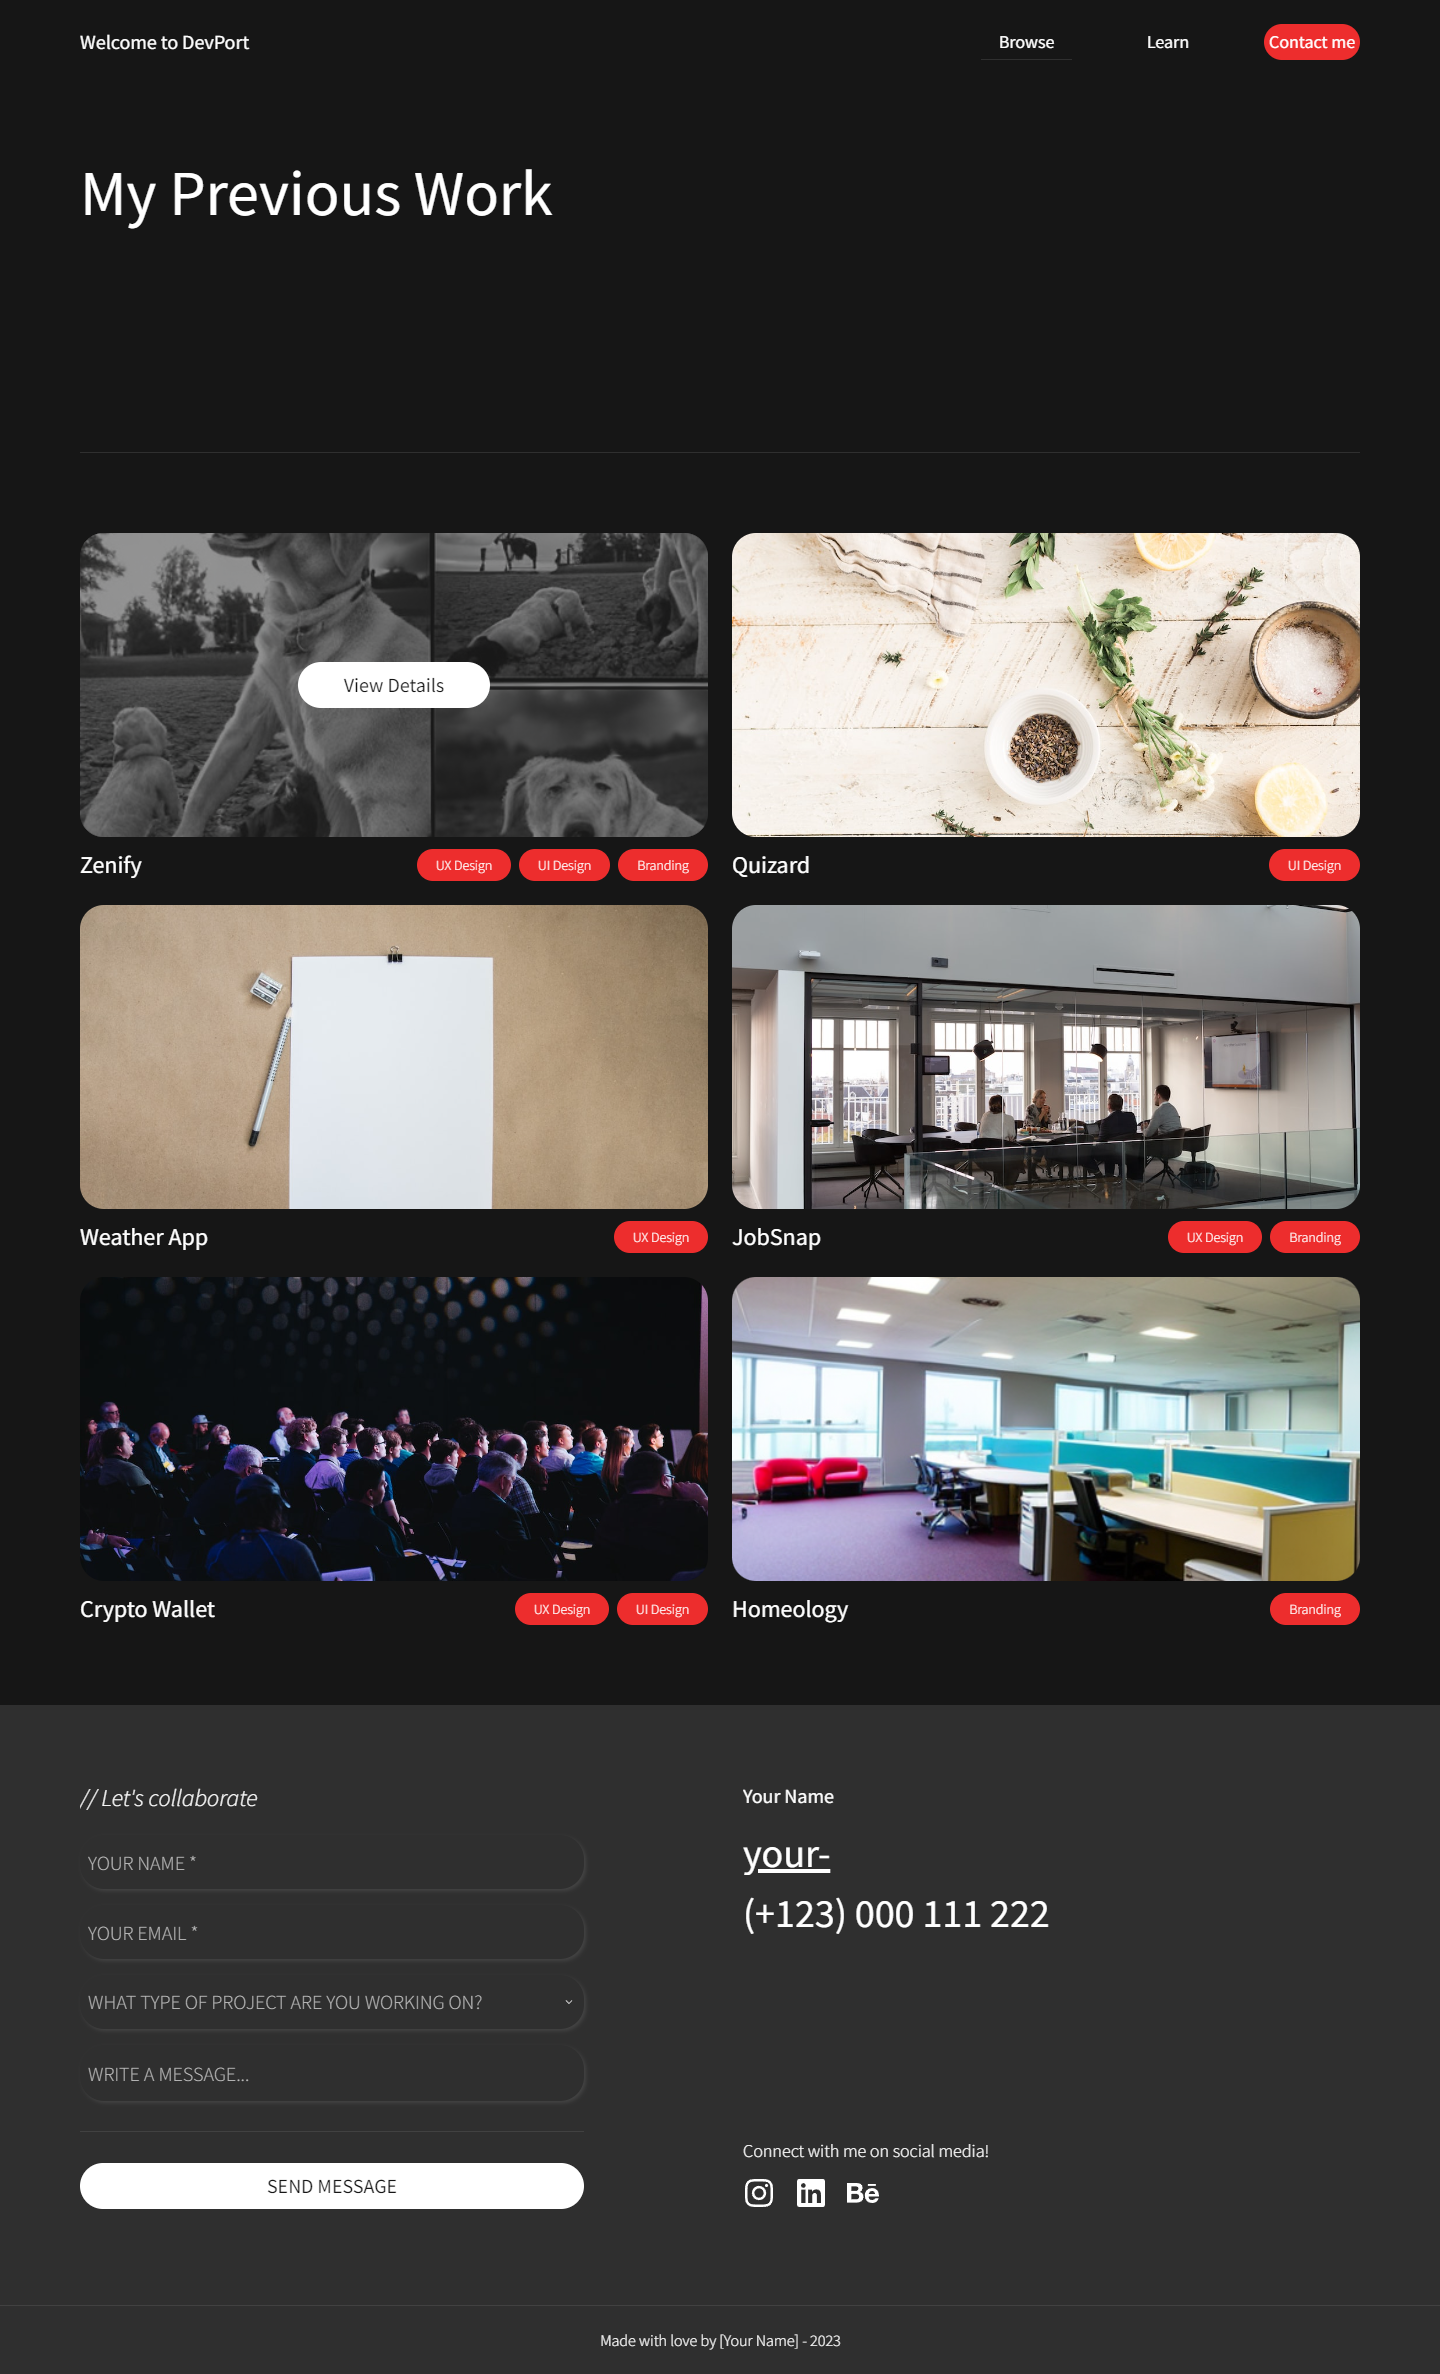 Welcome to DevPort
Browse
Learn
Contact me
My Previous Work
View Details
Zenify
UX Design
UI Design
Branding
Quizard
UI Design
Weather App
UX Design
JobSnap
UX Design
Branding
Crypto Wallet
UX Design
UI Design
Homeology
Branding
// Let's collaborate
YOUR NAME *
YOUR EMAIL *
WHAT TYPE OF PROJECT ARE YOU WORKING ON?
WRITE A MESSAGE...
SEND MESSAGE
Your Name
your-
(+123) 000 111 222
Connect with me on social media!
in
Bē
Made with love by [Your Name] - 2023